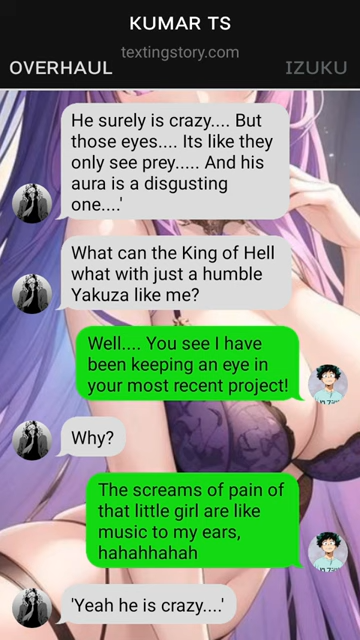 KUMAR TS
textingstory.com
OVERHAUL
IZUKU
He surely is crazy.... But
those eyes.... Its like they
only see prey..... And his
aura is a disgusting
one....'
What can the King of Hell
what with just a humble
Yakuza like me?
Well.... You see I have
been keeping an eye in
your most recent project!
Why?
The screams of pain of
that little girl are like
music to my ears,
hahahhahah
'Yeah he is crazy....'